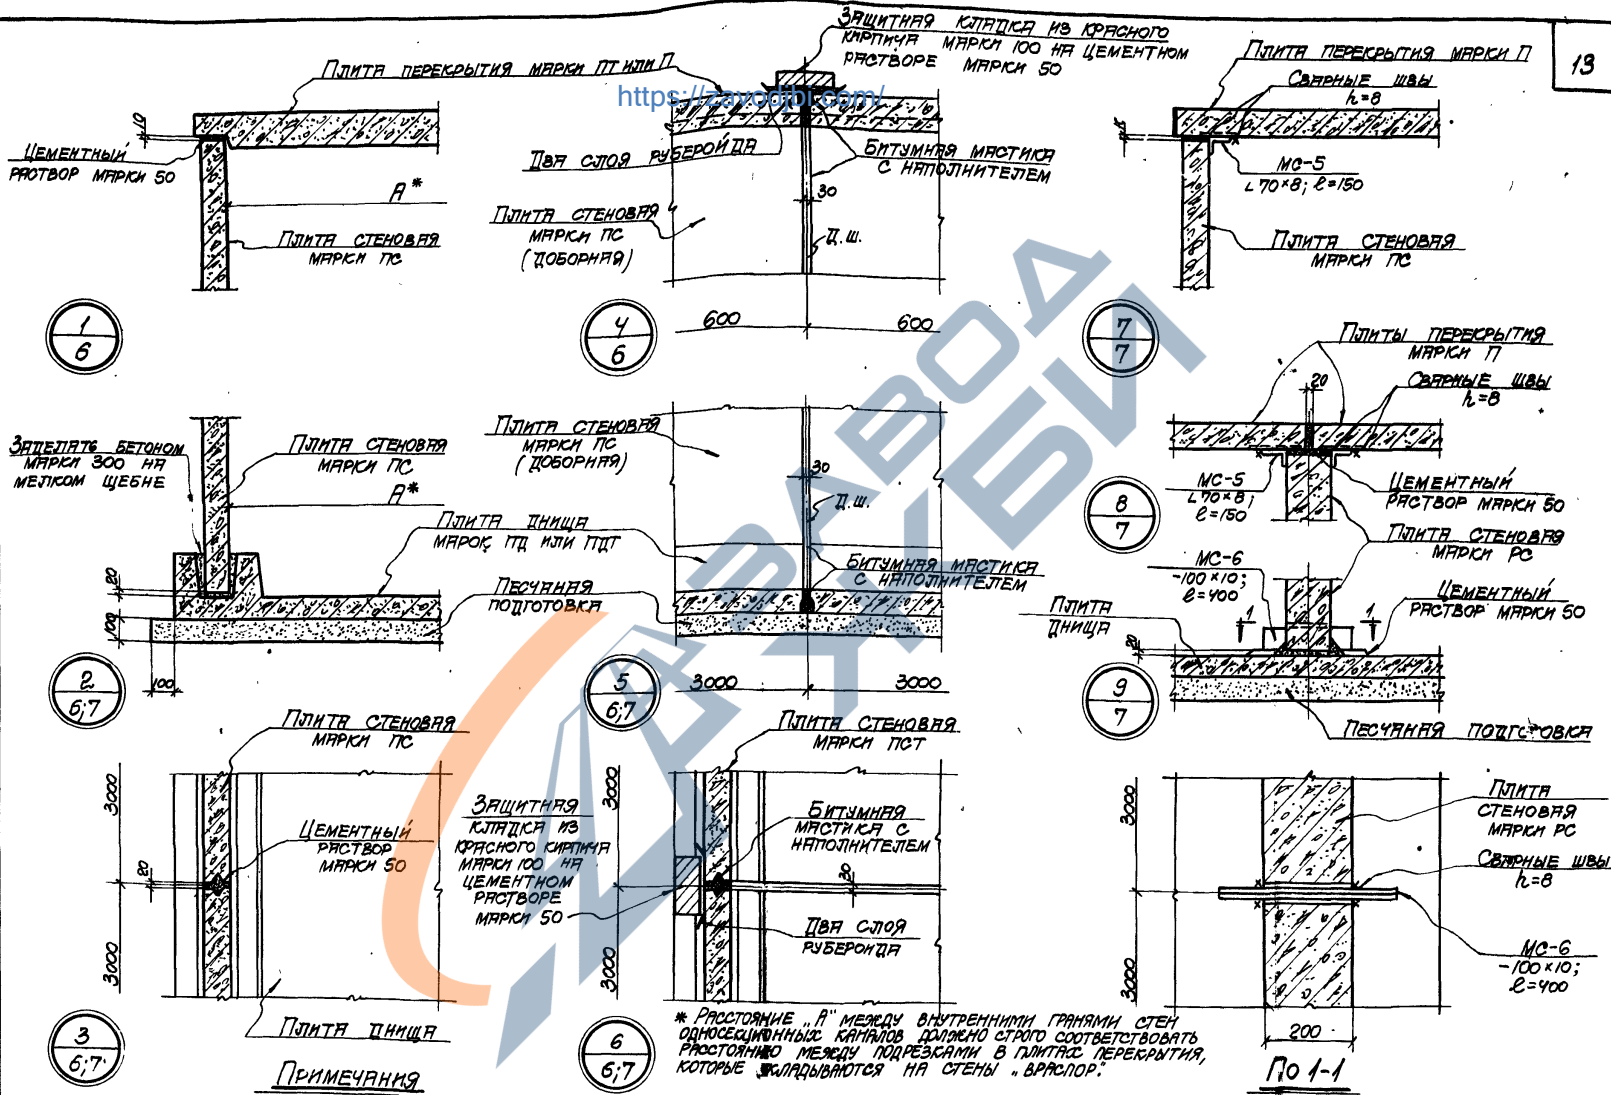 13
Плита перекрытия марки ПТ или П
10
Цементный
раствор марки 50
А*
Плита стеновая
марки ПС
1
6
Защитная кладка из красного
кирпича марки 100 на цементном
растворе марки 50
https://zavodjbi.com/
Два слоя рубероида
Битумная мастика
с наполнителем
30
Плита стеновая
марки ПС
(доборная)
Д.ш.
600
600
4
6
Плита перекрытия марки П
Сварные швы
h=8
МС-5
∟70×8; ℓ=150
Плита стеновая
марки ПС
7
7
Заделать бетоном
марки 300 на
мелком щебне
Плита стеновая
марки ПС
А*
Плита днища
марок ПД или ПДТ
Песчаная
подготовка
20
100
100
2
6;7
Плита стеновая
марки ПС
(доборная)
30
Д.ш.
Битумная мастика
с наполнителем
3000
3000
5
6;7
Плиты перекрытия
марки П
20
Сварные швы
h=8
МС-5
∟70×8;
ℓ=150
Цементный
раствор марки 50
8
7
Плита стеновая
марки РС
МС-6
-100×10;
ℓ=400
Цементный
раствор марки 50
Плита
днища
1
1
20
9
7
Песчаная подготовка
Плита стеновая
марки ПС
3000
Цементный
раствор
марки 50
20
3000
Плита днища
3
6;7
Плита стеновая
марки ПСТ
3000
Защитная
кладка из
красного кирпича
марки 100 на
цементном
растворе
марки 50
Битумная
мастика с
наполнителем
30
Два слоя
рубероида
3000
6
6;7
ЗАВОД
ЖБИ
Плита
стеновая
марки РС
3000
Сварные швы
h=8
МС-6
-100×10;
ℓ=400
3000
200
По 1-1
* Расстояние „А" между внутренними гранями стен
односекционных каналов должно строго соответствовать
расстоянию между подрезками в плитах перекрытия,
которые укладываются на стены „враспор".
Примечания